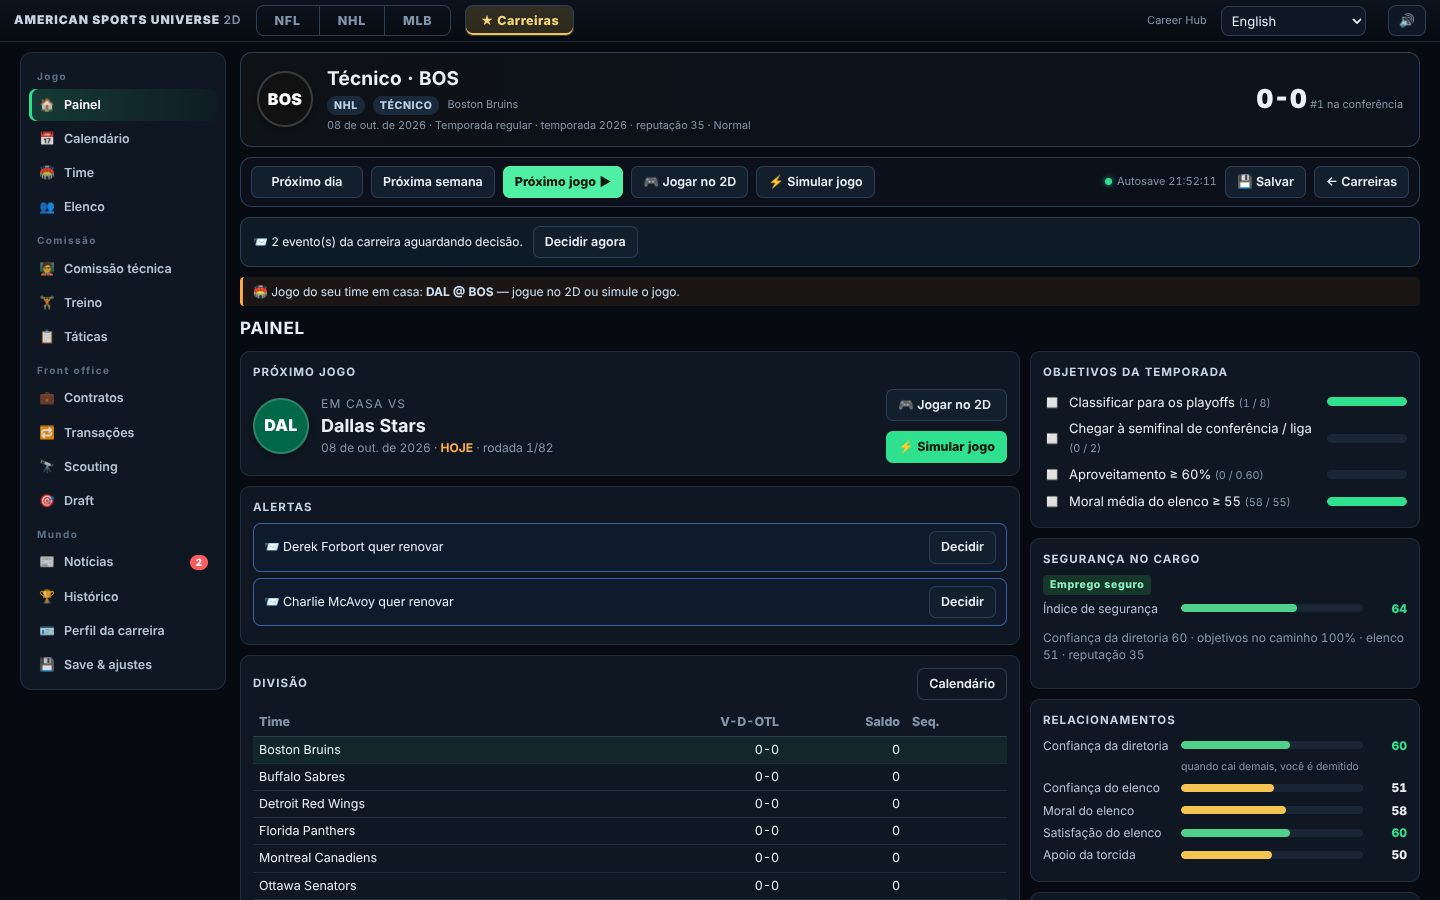 AMERICAN SPORTS UNIVERSE 2D
NFL
NHL
MLB
★ Carreiras
Career Hub
English
Jogo
Painel
Calendário
Time
Elenco
Comissão
Comissão técnica
Treino
Táticas
Front office
Contratos
Transações
Scouting
Draft
Mundo
Notícias 2
Histórico
Perfil da carreira
Save & ajustes
BOS
Técnico · BOS
NHL TÉCNICO Boston Bruins
08 de out. de 2026 · Temporada regular · temporada 2026 · reputação 35 · Normal
0-0 #1 na conferência
Próximo dia
Próxima semana
Próximo jogo ▶
Jogar no 2D
Simular jogo
Autosave 21:52:11
Salvar
← Carreiras
2 evento(s) da carreira aguardando decisão.
Decidir agora
Jogo do seu time em casa: DAL @ BOS — jogue no 2D ou simule o jogo.
PAINEL
PRÓXIMO JOGO
DAL
EM CASA VS
Dallas Stars
08 de out. de 2026 · HOJE · rodada 1/82
Jogar no 2D
Simular jogo
ALERTAS
Derek Forbort quer renovar
Decidir
Charlie McAvoy quer renovar
Decidir
DIVISÃO
Calendário
Time V-D-OTL Saldo Seq.
Boston Bruins 0-0 0
Buffalo Sabres 0-0 0
Detroit Red Wings 0-0 0
Florida Panthers 0-0 0
Montreal Canadiens 0-0 0
Ottawa Senators 0-0 0
OBJETIVOS DA TEMPORADA
Classificar para os playoffs (1 / 8)
Chegar à semifinal de conferência / liga
(0 / 2)
Aproveitamento ≥ 60% (0 / 0.60)
Moral média do elenco ≥ 55 (58 / 55)
SEGURANÇA NO CARGO
Emprego seguro
Índice de segurança 64
Confiança da diretoria 60 · objetivos no caminho 100% · elenco
51 · reputação 35
RELACIONAMENTOS
Confiança da diretoria 60
quando cai demais, você é demitido
Confiança do elenco 51
Moral do elenco 58
Satisfação do elenco 60
Apoio da torcida 50